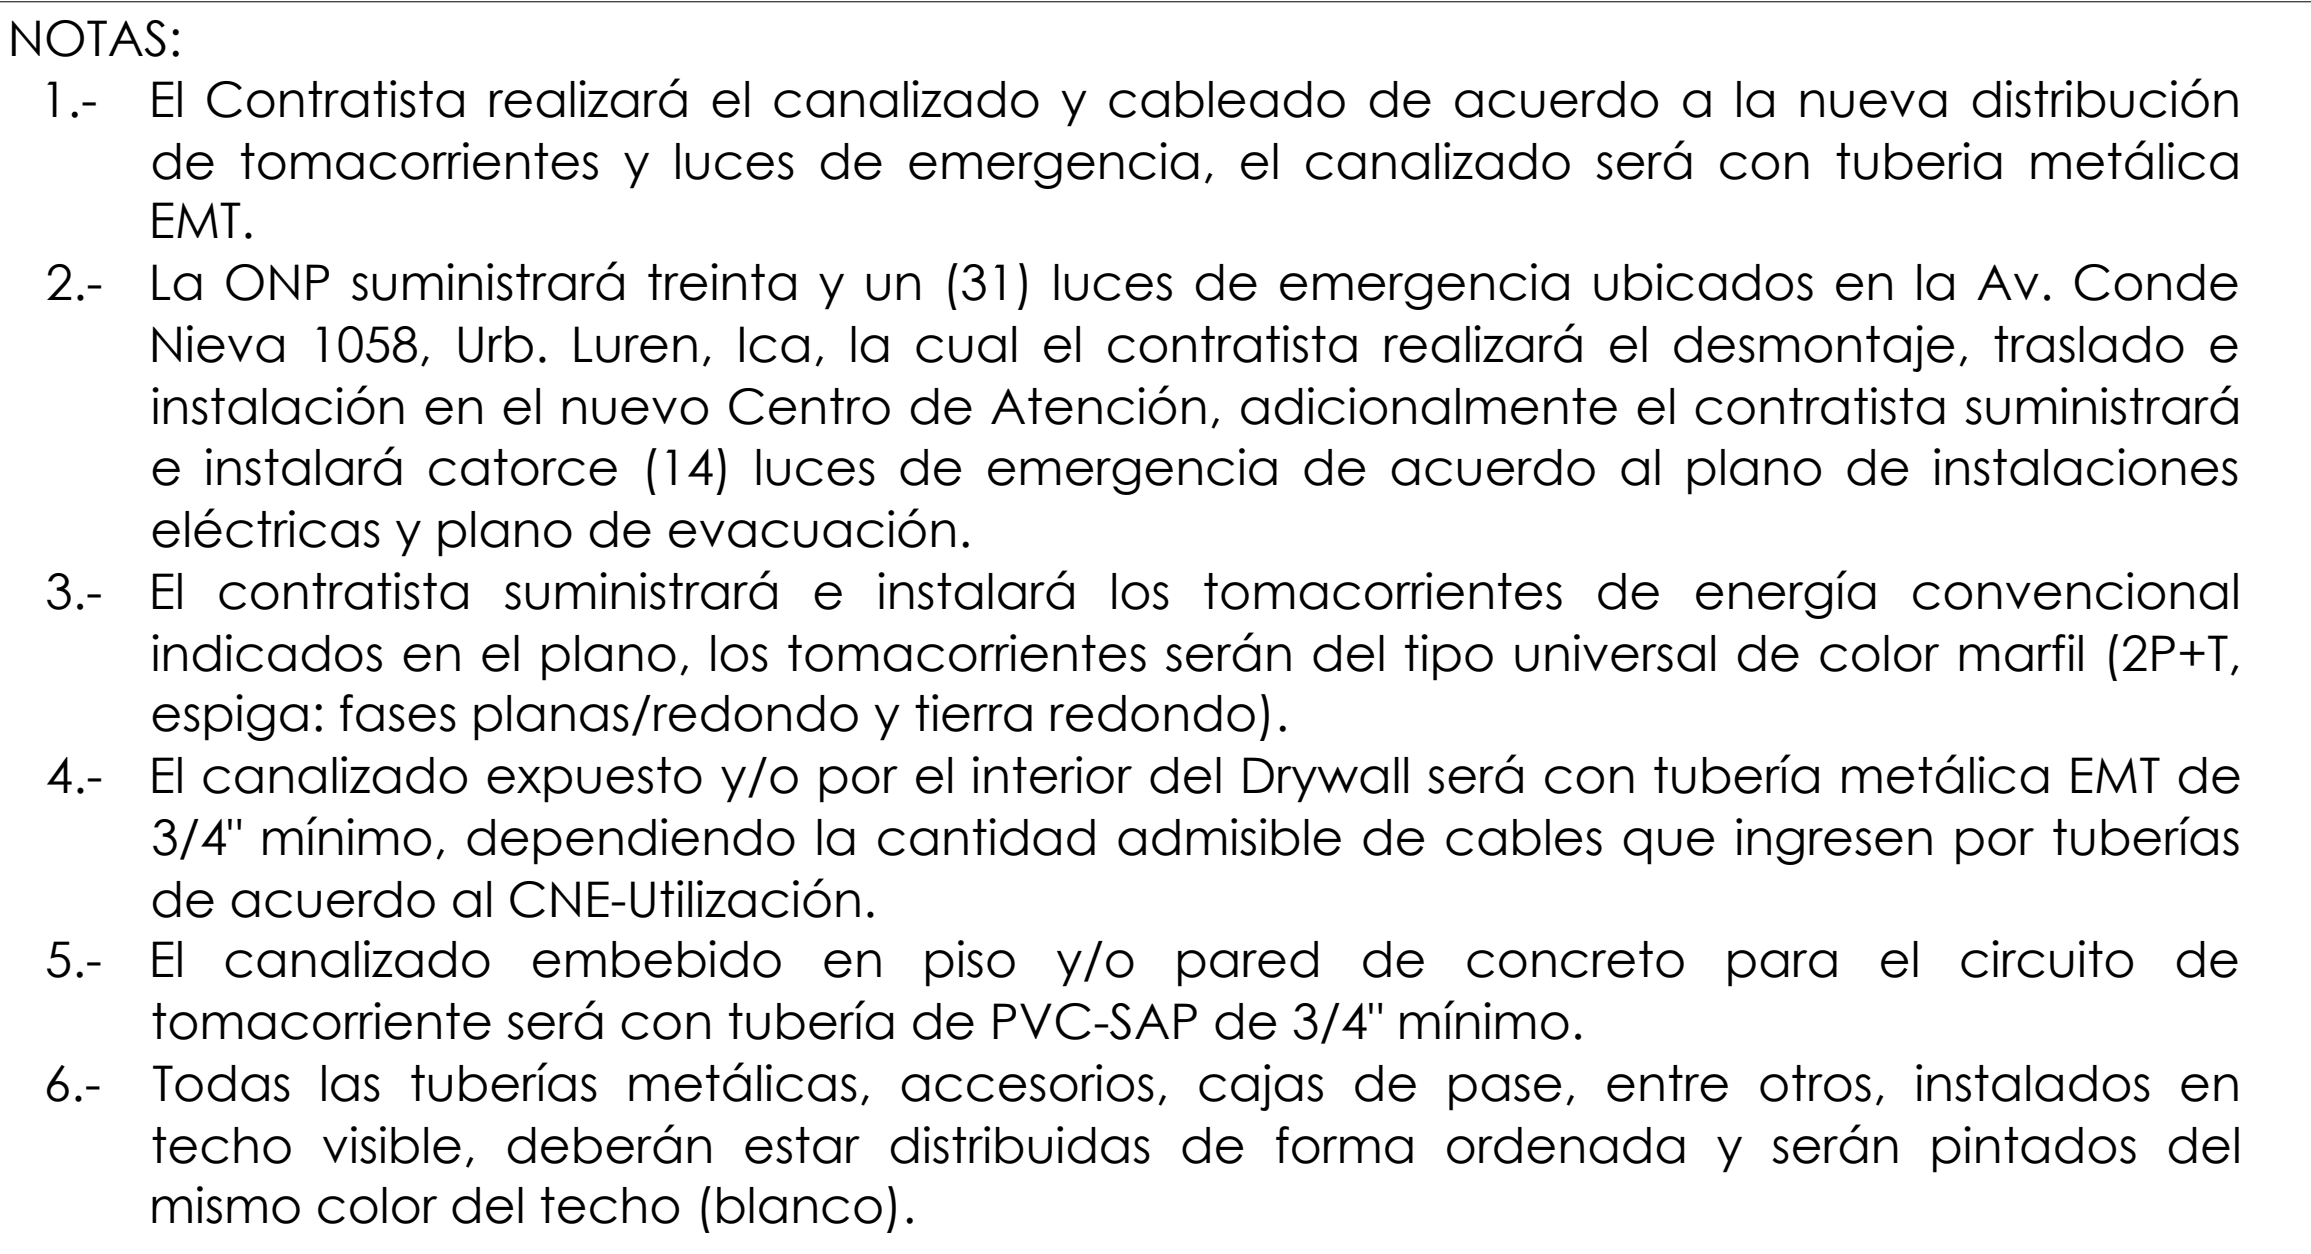 NOTAS:
1.- El Contratista realizará el canalizado y cableado de acuerdo a la nueva distribución
de tomacorrientes y luces de emergencia, el canalizado será con tuberia metálica
EMT.
2.- La ONP suministrará treinta y un (31) luces de emergencia ubicados en la Av. Conde
Nieva 1058, Urb. Luren, Ica, la cual el contratista realizará el desmontaje, traslado e
instalación en el nuevo Centro de Atención, adicionalmente el contratista suministrará
e instalará catorce (14) luces de emergencia de acuerdo al plano de instalaciones
eléctricas y plano de evacuación.
3.- El contratista suministrará e instalará los tomacorrientes de energía convencional
indicados en el plano, los tomacorrientes serán del tipo universal de color marfil (2P+T,
espiga: fases planas/redondo y tierra redondo).
4.- El canalizado expuesto y/o por el interior del Drywall será con tubería metálica EMT de
3/4" mínimo, dependiendo la cantidad admisible de cables que ingresen por tuberías
de acuerdo al CNE-Utilización.
5.- El canalizado embebido en piso y/o pared de concreto para el circuito de
tomacorriente será con tubería de PVC-SAP de 3/4" mínimo.
6.- Todas las tuberías metálicas, accesorios, cajas de pase, entre otros, instalados en
techo visible, deberán estar distribuidas de forma ordenada y serán pintados del
mismo color del techo (blanco).